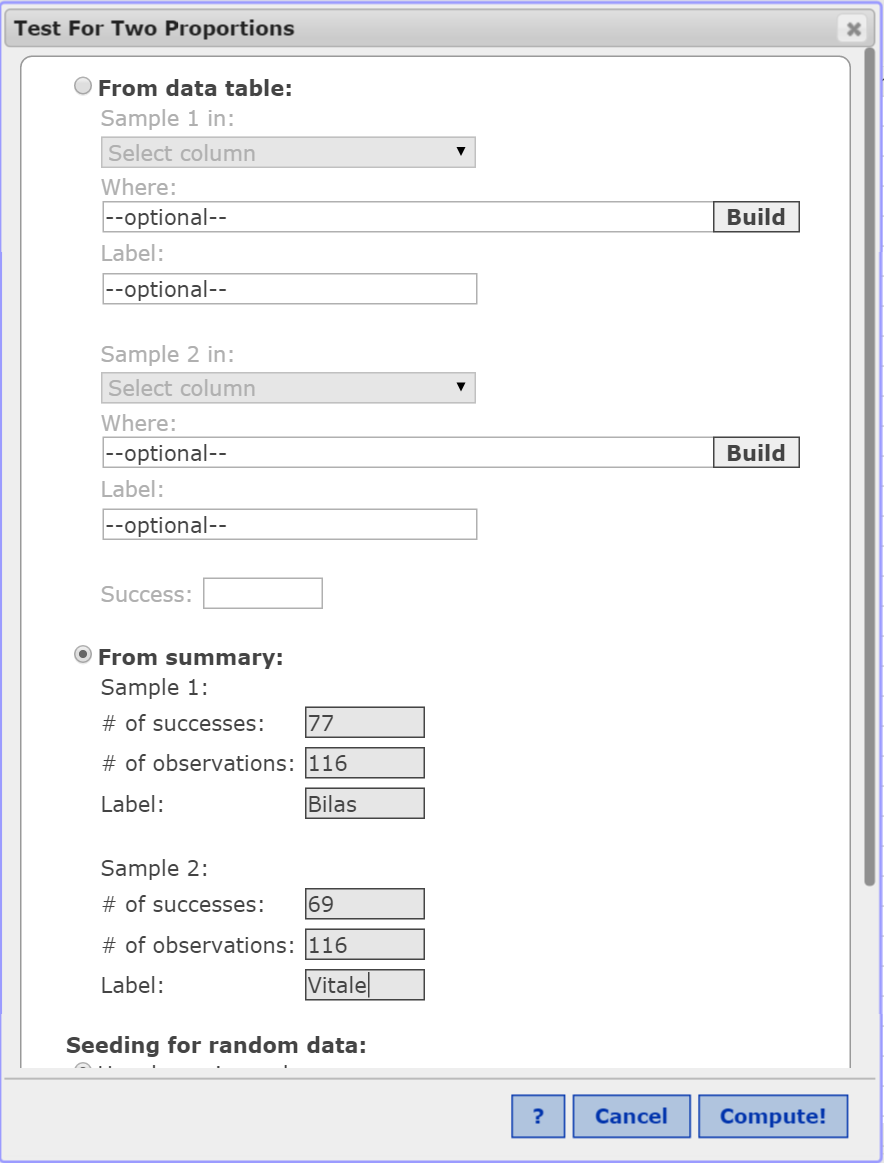 Test For Two Proportions
From data table:
Sample 1 in:
Select column
Where:
--optional-- Build
Label:
--optional--
Sample 2 in:
Select column
Where:
--optional-- Build
Label:
--optional--
Success:
From summary:
Sample 1:
# of successes: 77
# of observations: 116
Label: Bilas
Sample 2:
# of successes: 69
# of observations: 116
Label: Vitale
Seeding for random data:
? Cancel Compute!